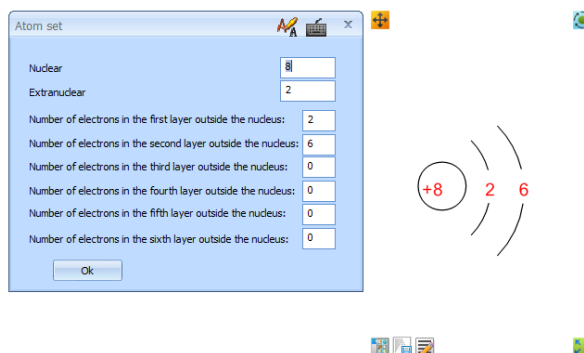 Atom set
Nuclear 8
Extranuclear 2
Number of electrons in the first layer outside the nucleus: 2
Number of electrons in the second layer outside the nucleus: 6
Number of electrons in the third layer outside the nucleus: 0
Number of electrons in the fourth layer outside the nucleus: 0
Number of electrons in the fifth layer outside the nucleus: 0
Number of electrons in the sixth layer outside the nucleus: 0
Ok
+8 2 6